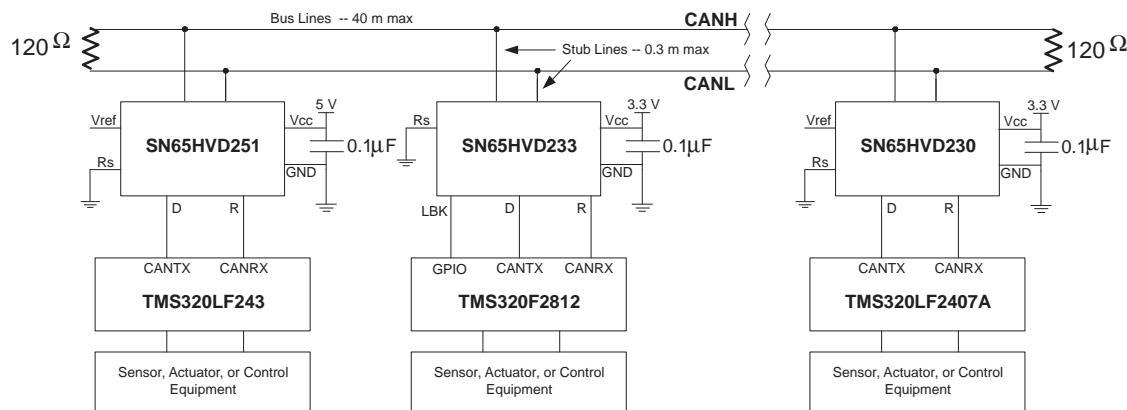 Bus Lines -- 40 m max
CANH
120 Ω
Stub Lines -- 0.3 m max
120 Ω
CANL
5 V
3.3 V
3.3 V
Vref
Vcc
Rs
Vcc
Vref
Vcc
SN65HVD251
0.1µF
SN65HVD233
0.1µF
SN65HVD230
0.1µF
Rs
GND
GND
Rs
GND
D
R
LBK
D
R
D
R
CANTX
CANRX
GPIO
CANTX
CANRX
CANTX
CANRX
TMS320LF243
TMS320F2812
TMS320LF2407A
Sensor, Actuator, or Control
Equipment
Sensor, Actuator, or Control
Equipment
Sensor, Actuator, or Control
Equipment